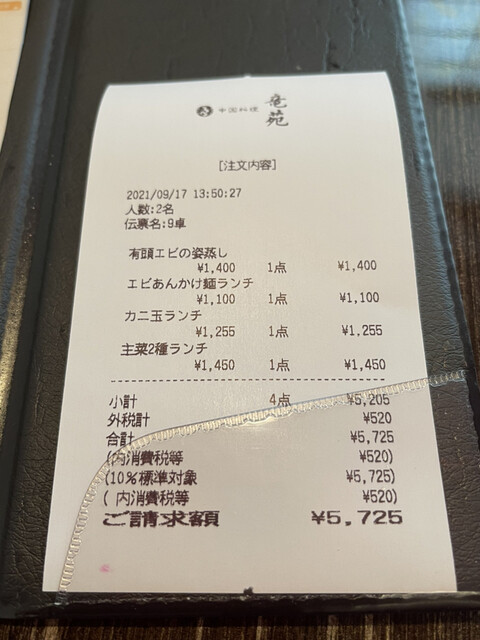 中国料理 竜苑
[注文内容]
2021/09/17 13:50:27
人数:2名
伝票名:9卓
有頭エビの姿蒸し
¥1,400 1点 ¥1,400
エビあんかけ麺ランチ
¥1,100 1点 ¥1,100
カニ玉ランチ
¥1,255 1点 ¥1,255
主菜2種ランチ
¥1,450 1点 ¥1,450
小計 4点 ¥5,205
外税計 ¥520
合計 ¥5,725
(内消費税等 ¥520)
(10%標準対象 ¥5,725)
( 内消費税等 ¥520)
ご請求額 ¥5,725